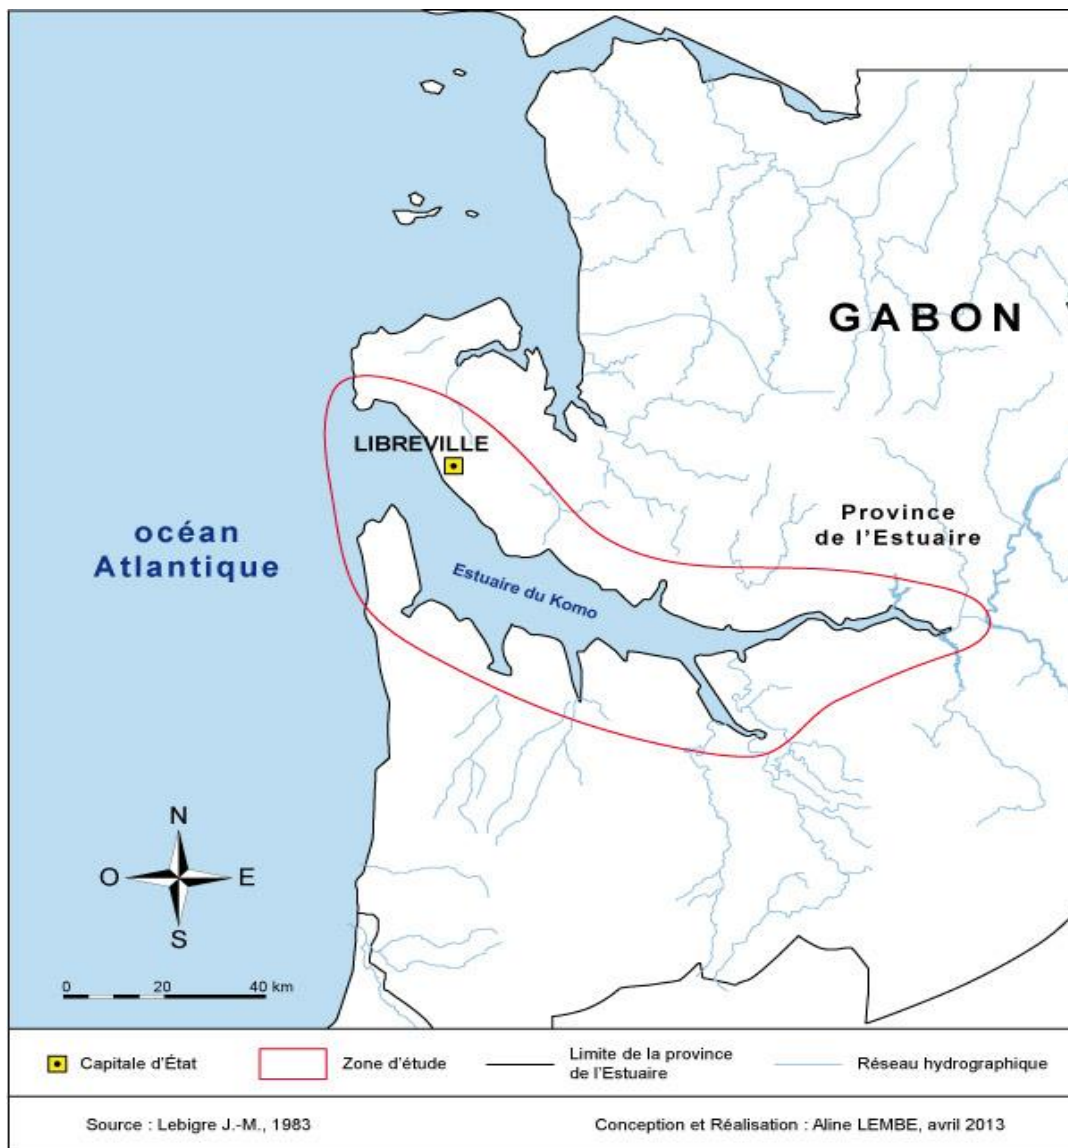 GABON
LIBREVILLE
Province
de l'Estuaire
océan
Atlantique
Estuaire du Komo
N
O
E
S
0
20
40 km
Capitale d'État
Zone d'étude
Limite de la province
de l'Estuaire
Réseau hydrographique
Source : Lebigre J.-M., 1983
Conception et Réalisation : Aline LEMBE, avril 2013